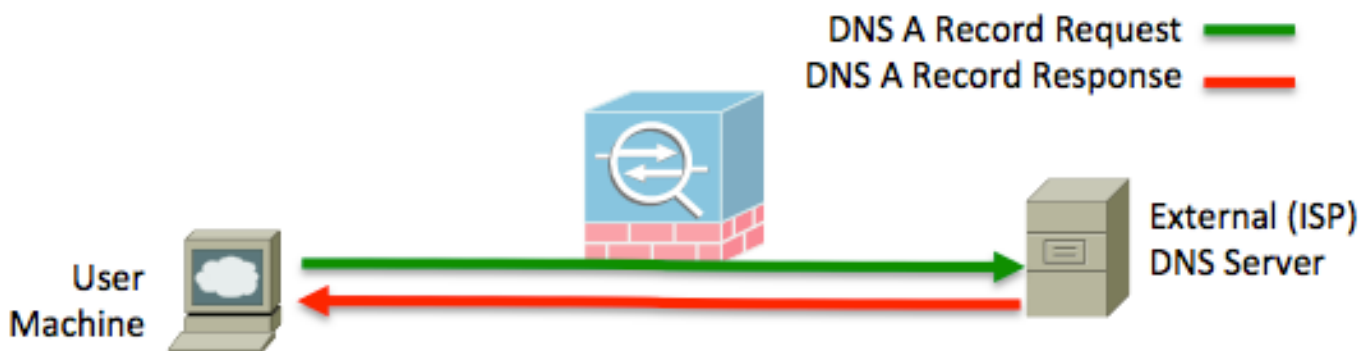 DNS A Record Request
DNS A Record Response
External (ISP)
DNS Server
User
Machine